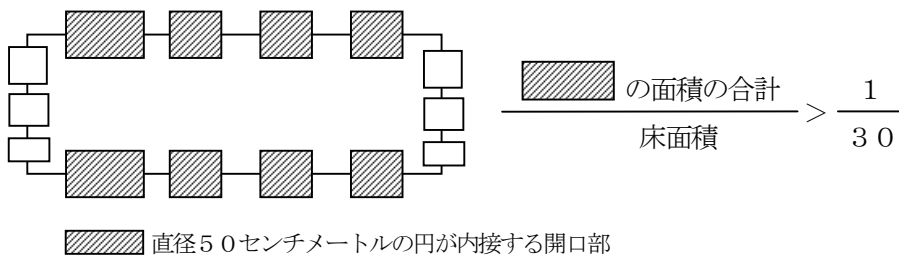 の面積の合計
床面積
＞
１
３０
直径５０センチメートルの円が内接する開口部